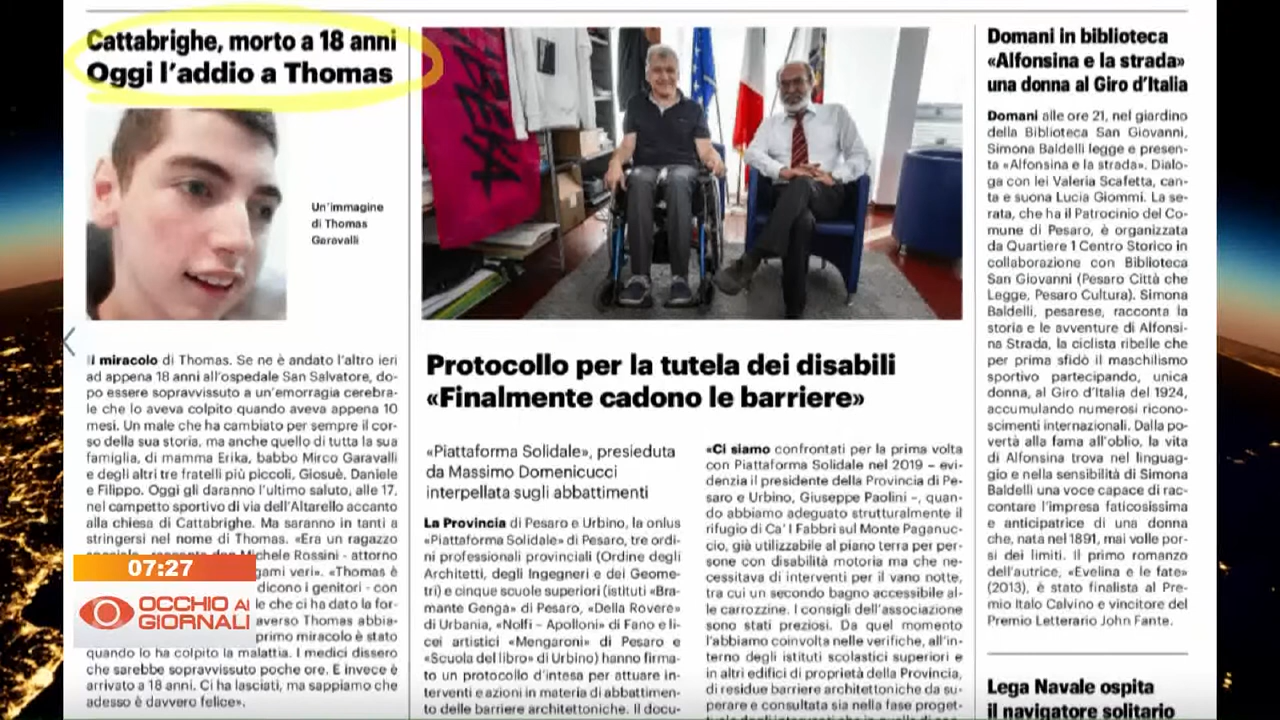 Cattabrighe, morto a 18 anni
Oggi l'addio a Thomas
Un'immagine
di Thomas
Garavalli
Il miracolo di Thomas. Se ne è andato l'altro ieri
ad appena 18 anni all'ospedale San Salvatore, do-
po essere sopravvissuto a un'emorragia cerebra-
le che lo aveva colpito quando aveva appena 10
mesi. Un male che ha cambiato per sempre il cor-
so della sua storia, ma anche quello di tutta la sua
famiglia, di mamma Erika, babbo Mirco Garavalli
e degli altri tre fratelli più piccoli, Giosuè, Daniele
e Filippo. Oggi gli daranno l'ultimo saluto, alle 17,
nel campetto sportivo di via dell'Altarello accanto
alla chiesa di Cattabrighe. Ma saranno in tanti a
stringersi nel nome di Thomas. «Era un ragazzo
speciale - racconta don Michele Rossini - attorno
gami veri». «Thomas è
dicono i genitori - con
le che ci ha dato la for-
averso Thomas abbia-
primo miracolo è stato
quando lo ha colpito la malattia. I medici dissero
che sarebbe sopravvissuto poche ore. E invece è
arrivato a 18 anni. Ci ha lasciati, ma sappiamo che
adesso è davvero felice».
07:27
OCCHIO AI
GIORNALI
Protocollo per la tutela dei disabili
«Finalmente cadono le barriere»
«Piattaforma Solidale», presieduta
da Massimo Domenicucci
interpellata sugli abbattimenti
La Provincia di Pesaro e Urbino, la onlus
«Piattaforma Solidale» di Pesaro, tre ordi-
ni professionali provinciali (Ordine degli
Architetti, degli Ingegneri e dei Geome-
tri) e cinque scuole superiori (istituti «Bra-
mante Genga» di Pesaro, «Della Rovere»
di Urbania, «Nolfi - Apolloni» di Fano e li-
cei artistici «Mengaroni» di Pesaro e
«Scuola del libro» di Urbino) hanno firma-
to un protocollo d'intesa per attuare in-
terventi e azioni in materia di abbattimen-
to delle barriere architettoniche. Il docu-
«Ci siamo confrontati per la prima volta
con Piattaforma Solidale nel 2019 – evi-
denzia il presidente della Provincia di Pe-
saro e Urbino, Giuseppe Paolini –, quan-
do abbiamo adeguato strutturalmente il
rifugio di Ca' I Fabbri sul Monte Paganuc-
cio, già utilizzabile al piano terra per per-
sone con disabilità motoria ma che ne-
cessitava di interventi per il vano notte,
tra cui un secondo bagno accessibile al-
le carrozzine. I consigli dell'associazione
sono stati preziosi. Da quel momento
l'abbiamo coinvolta nelle verifiche, all'in-
terno degli istituti scolastici superiori e
in altri edifici di proprietà della Provincia,
di residue barriere architettoniche da su-
perare e consultata sia nella fase proget-
Domani in biblioteca
«Alfonsina e la strada»
una donna al Giro d'Italia
Domani alle ore 21, nel giardino
della Biblioteca San Giovanni,
Simona Baldelli legge e presen-
ta «Alfonsina e la strada». Dialo-
ga con lei Valeria Scafetta, can-
ta e suona Lucia Giommi. La se-
rata, che ha il Patrocinio del Co-
mune di Pesaro, è organizzata
da Quartiere 1 Centro Storico in
collaborazione con Biblioteca
San Giovanni (Pesaro Città che
Legge, Pesaro Cultura). Simona
Baldelli, pesarese, racconta la
storia e le avventure di Alfonsi-
na Strada, la ciclista ribelle che
per prima sfidò il maschilismo
sportivo partecipando, unica
donna, al Giro d'Italia del 1924,
accumulando numerosi ricono-
scimenti internazionali. Dalla po-
vertà alla fama all'oblio, la vita
di Alfonsina trova nel linguag-
gio e nella sensibilità di Simona
Baldelli una voce capace di rac-
contare l'impresa faticosissima
e anticipatrice di una donna
che, nata nel 1891, mai volle por-
si dei limiti. Il primo romanzo
dell'autrice, «Evelina e le fate»
(2013), è stato finalista al Pre-
mio Italo Calvino e vincitore del
Premio Letterario John Fante.
Lega Navale ospita
il navigatore solitario